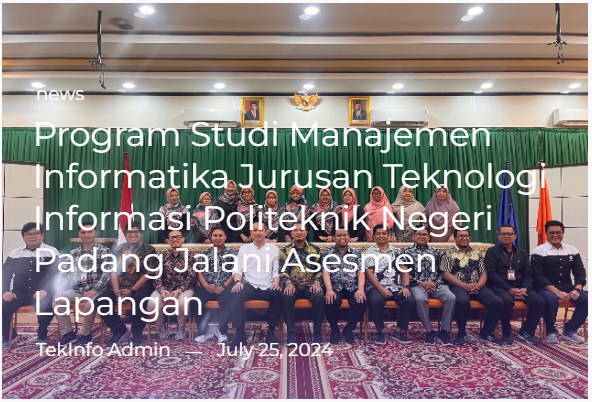 news
Program Studi Manajemen
Informatika Jurusan Teknologi
Informasi Politeknik Negeri
Padang Jalani Asesmen
Lapangan
TekInfo Admin — July 25, 2024